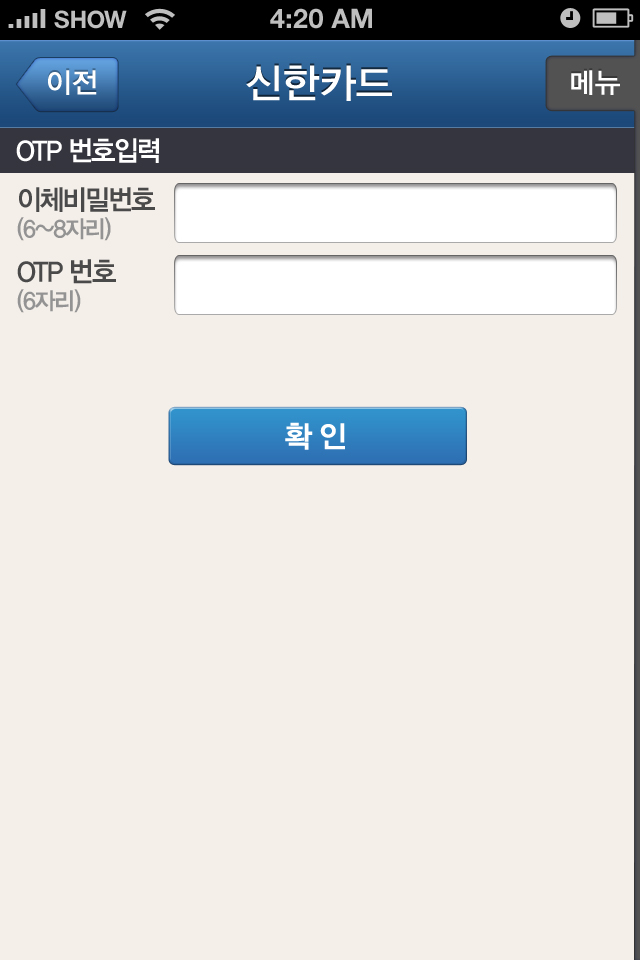 SHOW 4:20 AM
이전 신한카드 메뉴
OTP 번호입력
이체비밀번호
(6~8자리)
OTP 번호
(6자리)
확 인